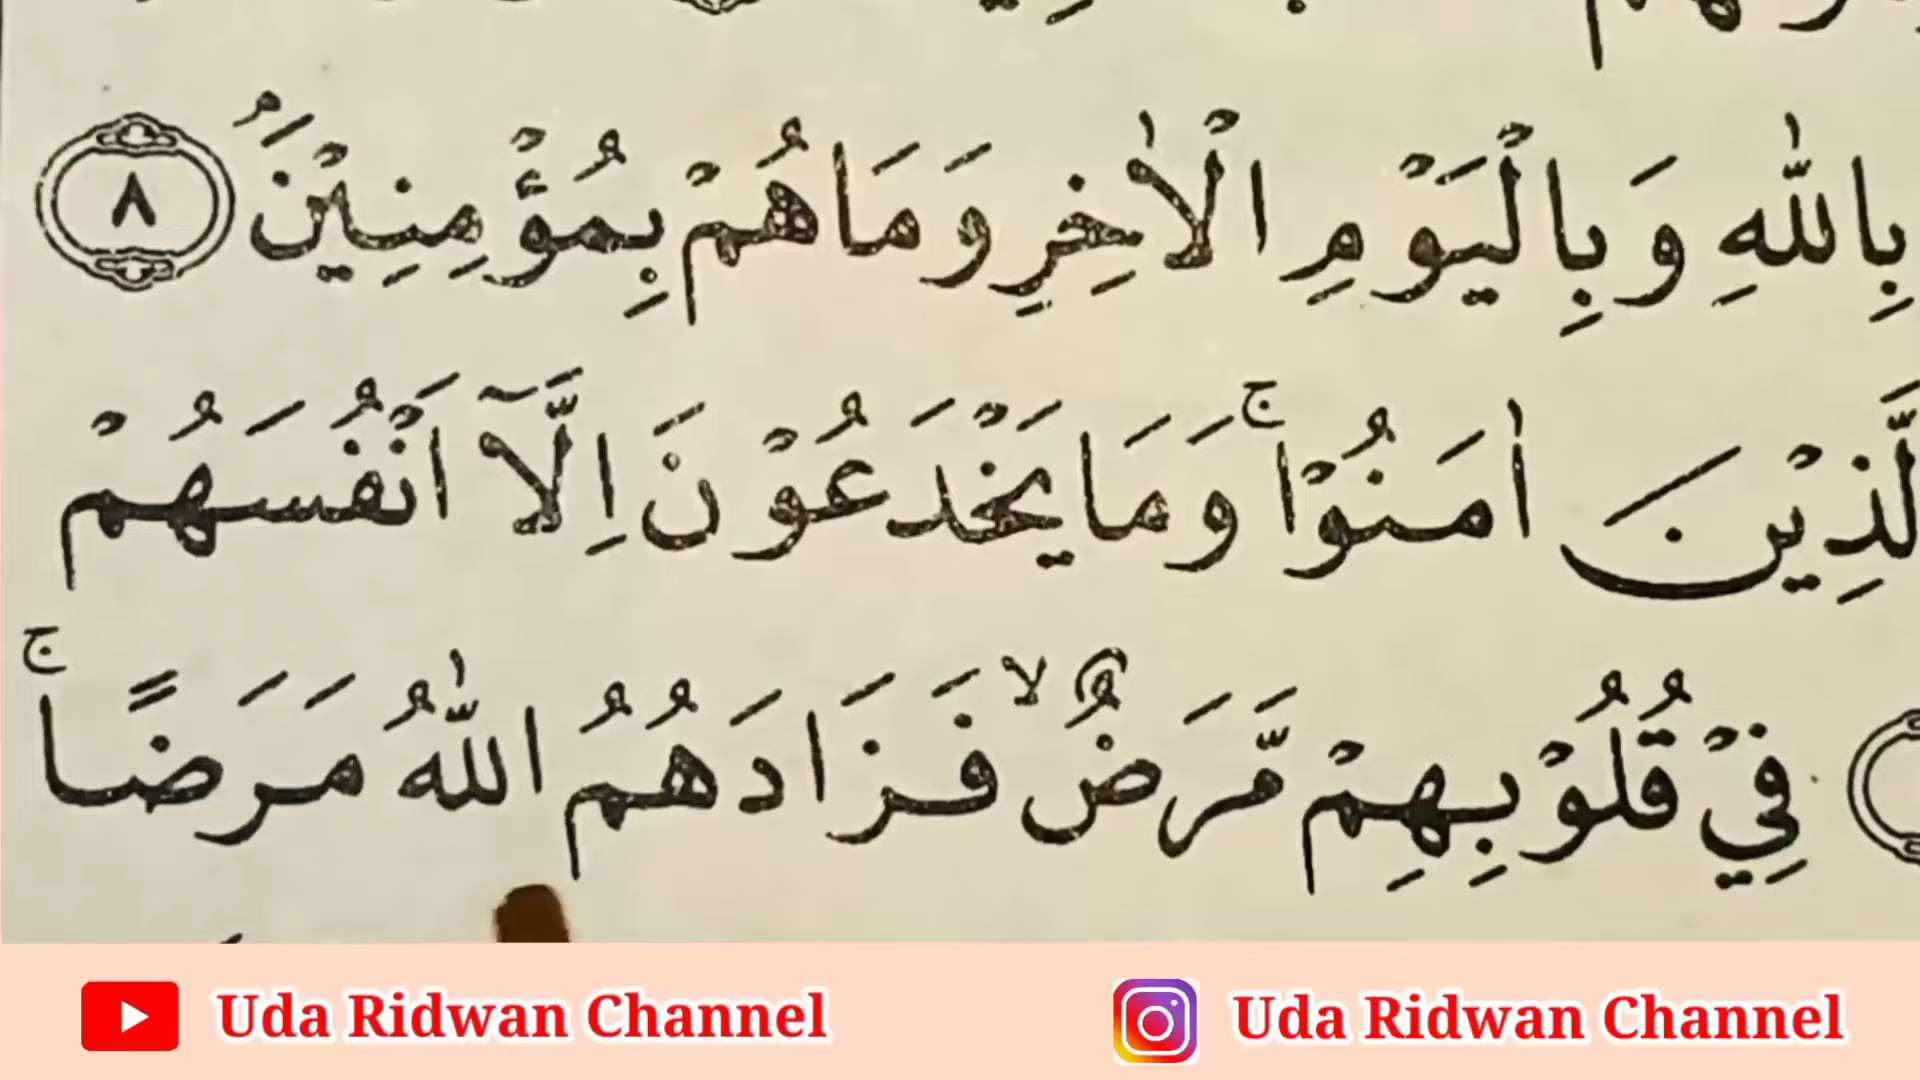 بِاللّٰهِ وَبِالْيَوْمِ الْاٰخِرِ وَمَا هُمْ بِمُؤْمِنِيْنَۘ ٨
لَّذِيْنَ اٰمَنُوْاۚ وَمَا يَخْدَعُوْنَ اِلَّآ اَنْفُسَهُمْ
فِيْ قُلُوْبِهِمْ مَّرَضٌۙ فَزَادَهُمُ اللّٰهُ مَرَضًاۚ
Uda Ridwan Channel
Uda Ridwan Channel